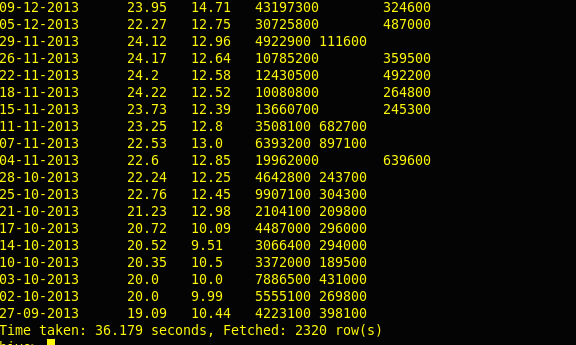 09-12-2013 23.95 14.71 43197300 324600
05-12-2013 22.27 12.75 30725800 487000
29-11-2013 24.12 12.96 4922900 111600
26-11-2013 24.17 12.64 10785200 359500
22-11-2013 24.2 12.58 12430500 492200
18-11-2013 24.22 12.52 10080800 264800
15-11-2013 23.73 12.39 13660700 245300
11-11-2013 23.25 12.8 3508100 682700
07-11-2013 22.53 13.0 6393200 897100
04-11-2013 22.6 12.85 19962000 639600
28-10-2013 22.24 12.25 4642800 243700
25-10-2013 22.76 12.45 9907100 304300
21-10-2013 21.23 12.98 2104100 209800
17-10-2013 20.72 10.09 4487000 296000
14-10-2013 20.52 9.51 3066400 294000
10-10-2013 20.35 10.5 3372000 189500
03-10-2013 20.0 10.0 7886500 431000
02-10-2013 20.0 9.99 5555100 269800
27-09-2013 19.09 10.44 4223100 398100
Time taken: 36.179 seconds, Fetched: 2320 row(s)
hive>